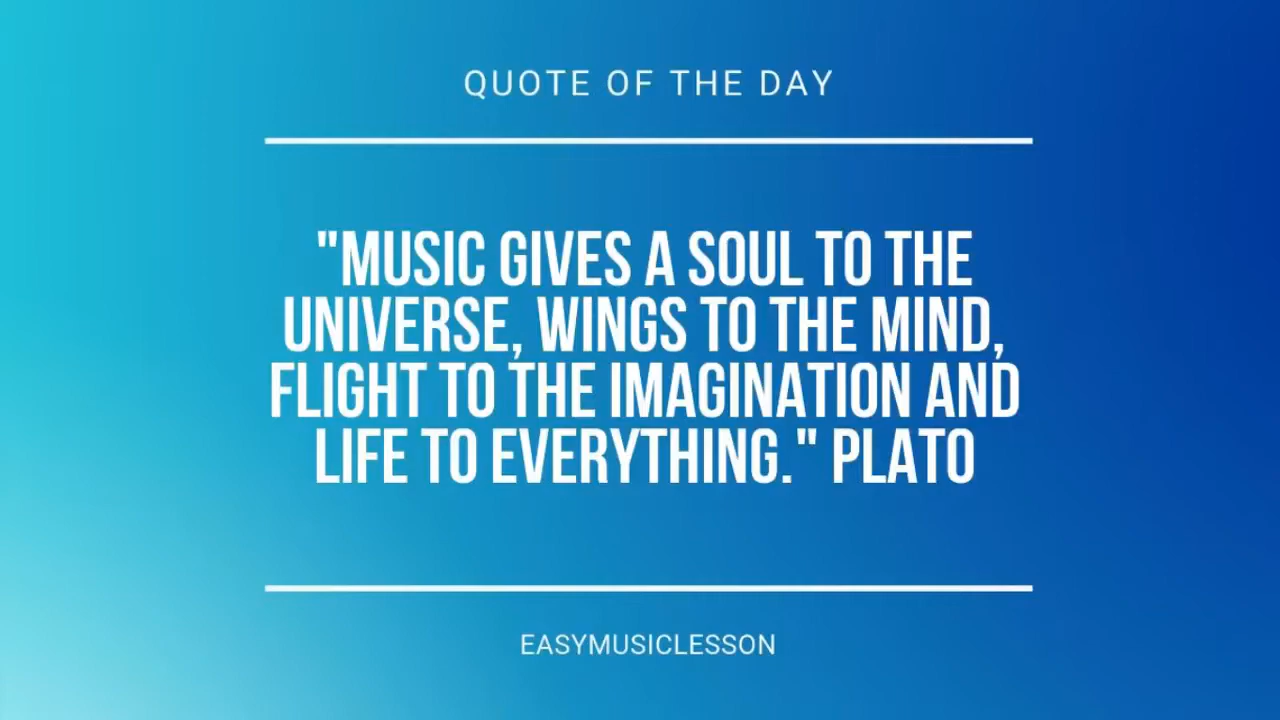 QUOTE OF THE DAY
"MUSIC GIVES A SOUL TO THE
UNIVERSE, WINGS TO THE MIND,
FLIGHT TO THE IMAGINATION AND
LIFE TO EVERYTHING." PLATO
EASYMUSICLESSON